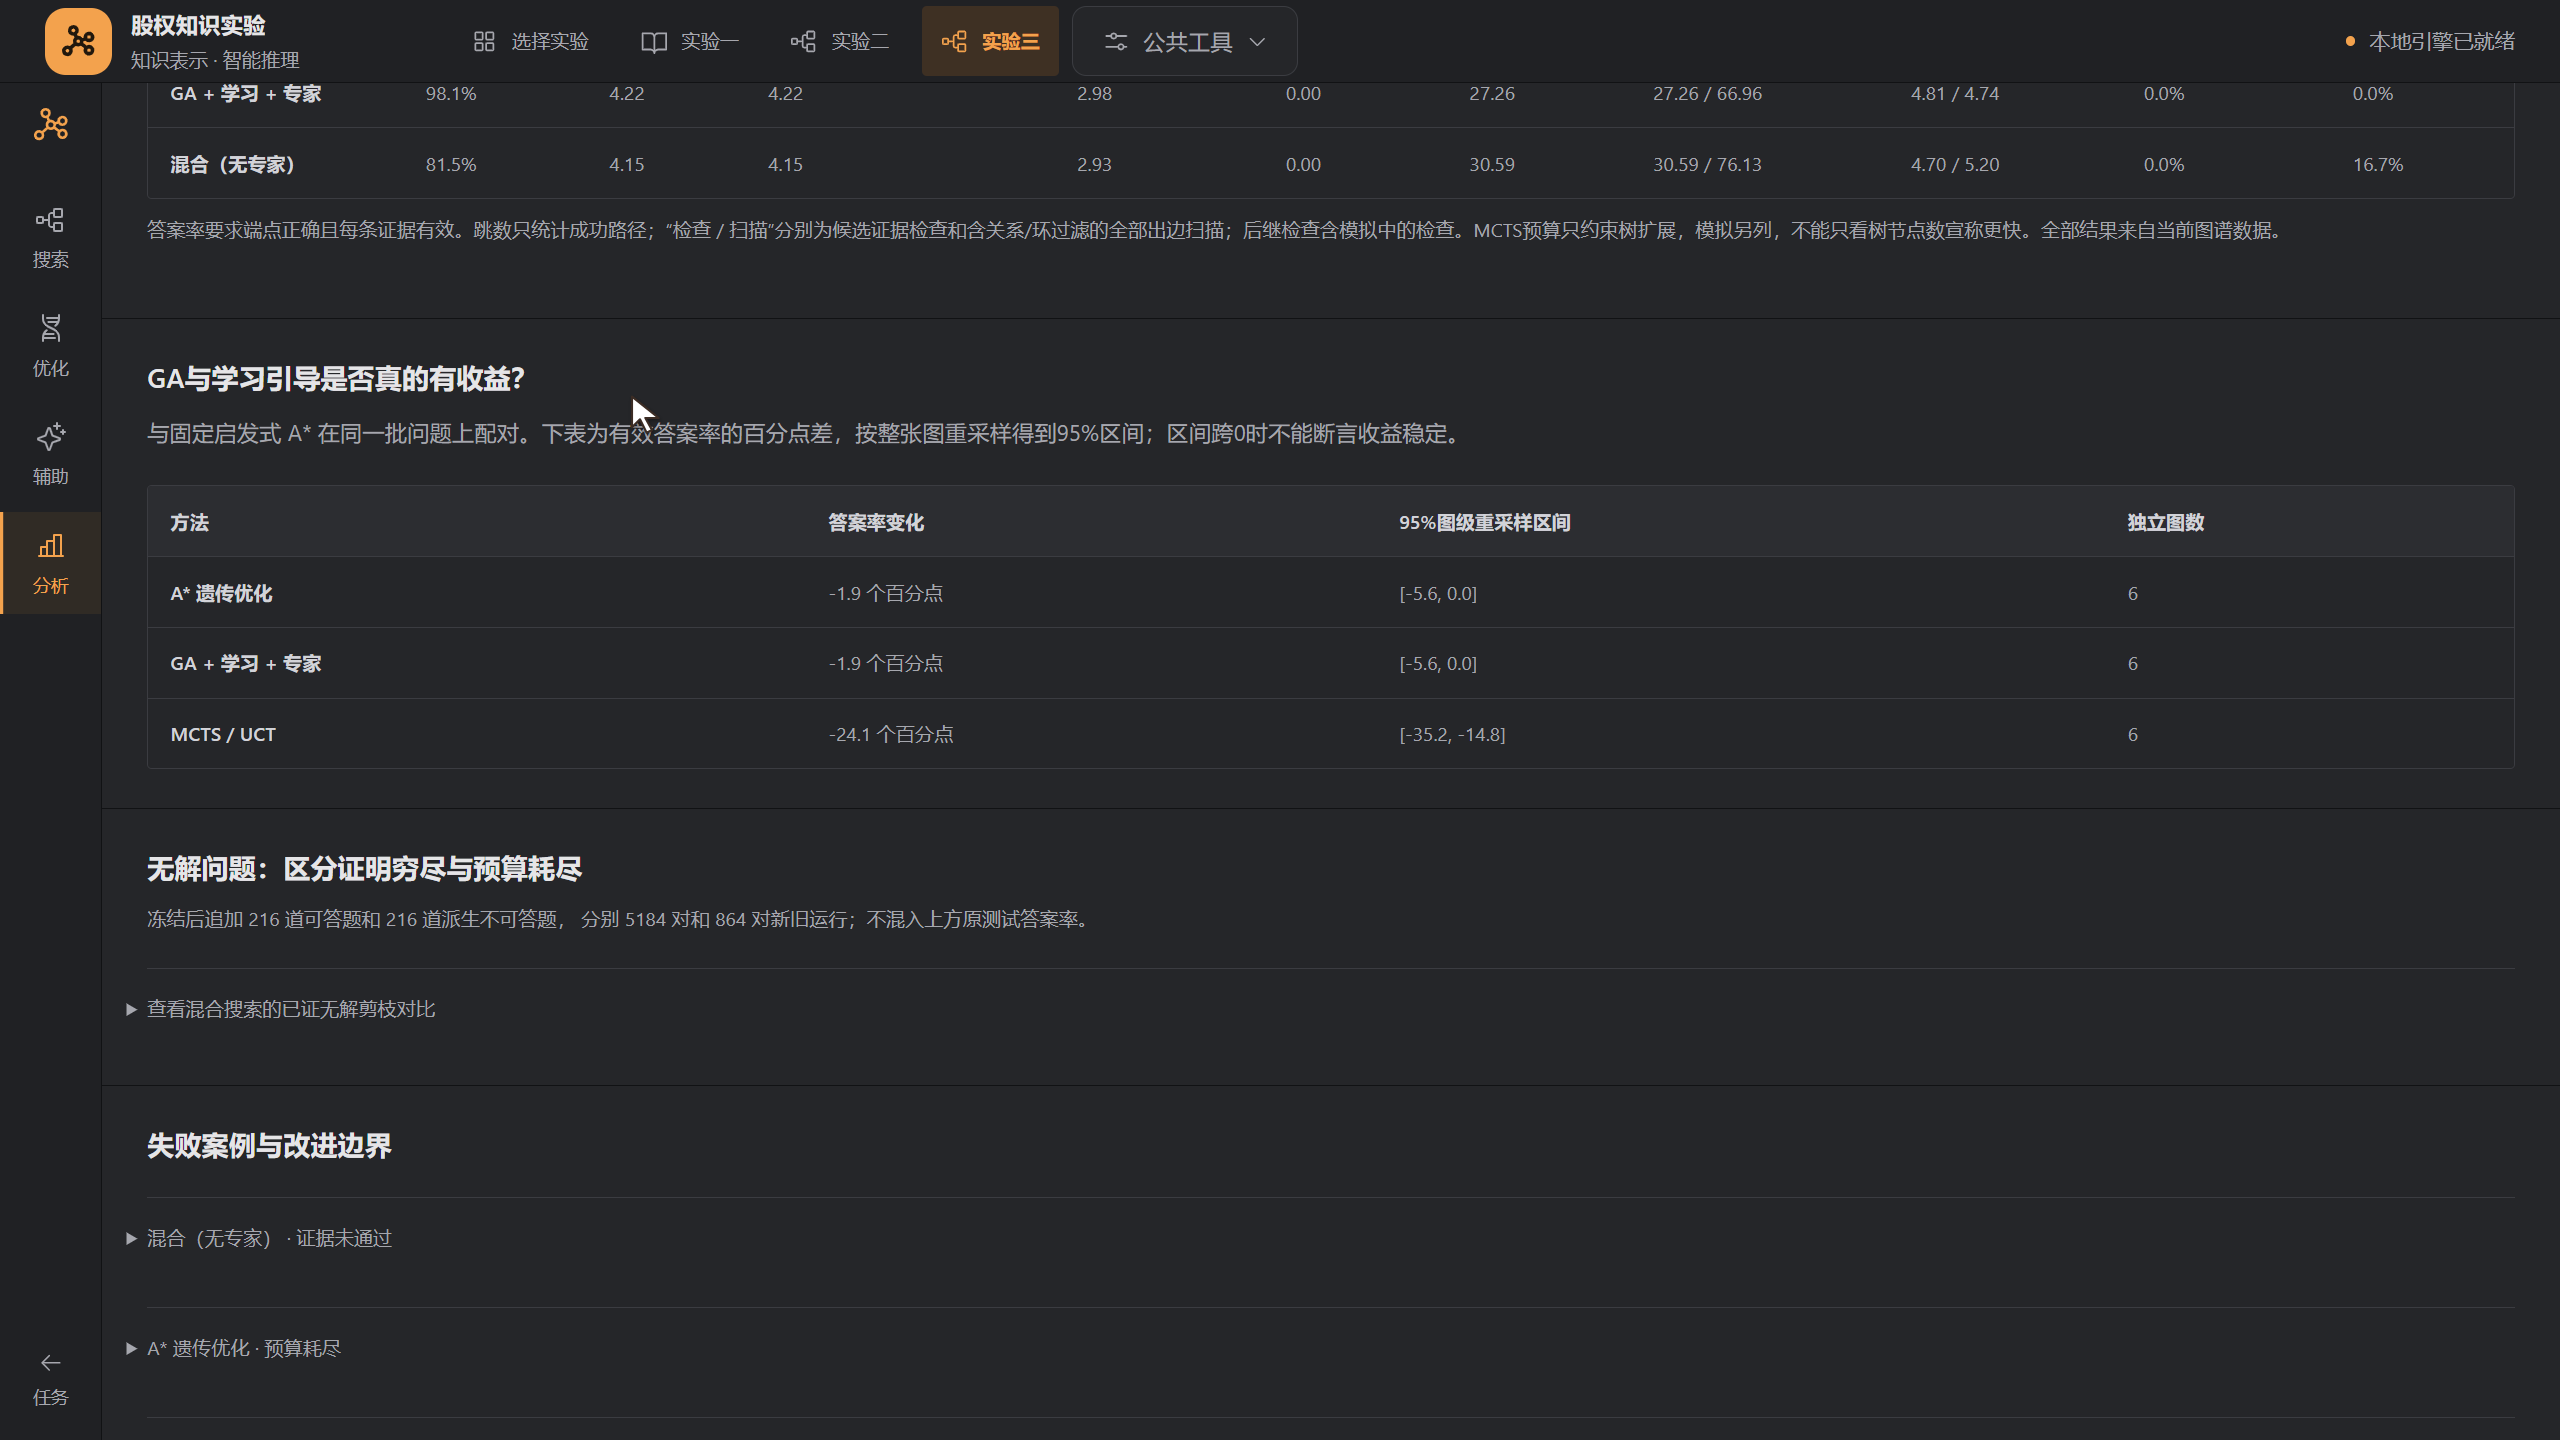 股权知识实验
知识表示 · 智能推理
选择实验
实验一
实验二
实验三
公共工具
本地引擎已就绪
搜索
优化
辅助
分析
任务
GA + 学习 + 专家 98.1% 4.22 4.22 2.98 0.00 27.26 27.26 / 66.96 4.81 / 4.74 0.0% 0.0%
混合（无专家） 81.5% 4.15 4.15 2.93 0.00 30.59 30.59 / 76.13 4.70 / 5.20 0.0% 16.7%
答案率要求端点正确且每条证据有效。跳数只统计成功路径；“检查 / 扫描”分别为候选证据检查和含关系/环过滤的全部出边扫描；后继检查含模拟中的检查。MCTS预算只约束树扩展，模拟另列，不能只看树节点数宣称更快。全部结果来自当前图谱数据。
GA与学习引导是否真的有收益？
与固定启发式 A* 在同一批问题上配对。下表为有效答案率的百分点差，按整张图重采样得到95%区间；区间跨0时不能断言收益稳定。
方法 答案率变化 95%图级重采样区间 独立图数
A* 遗传优化 -1.9 个百分点 [-5.6, 0.0] 6
GA + 学习 + 专家 -1.9 个百分点 [-5.6, 0.0] 6
MCTS / UCT -24.1 个百分点 [-35.2, -14.8] 6
无解问题：区分证明穷尽与预算耗尽
冻结后追加 216 道可答题和 216 道派生不可答题， 分别 5184 对和 864 对新旧运行；不混入上方原测试答案率。
查看混合搜索的已证无解剪枝对比
失败案例与改进边界
混合（无专家） · 证据未通过
A* 遗传优化 · 预算耗尽